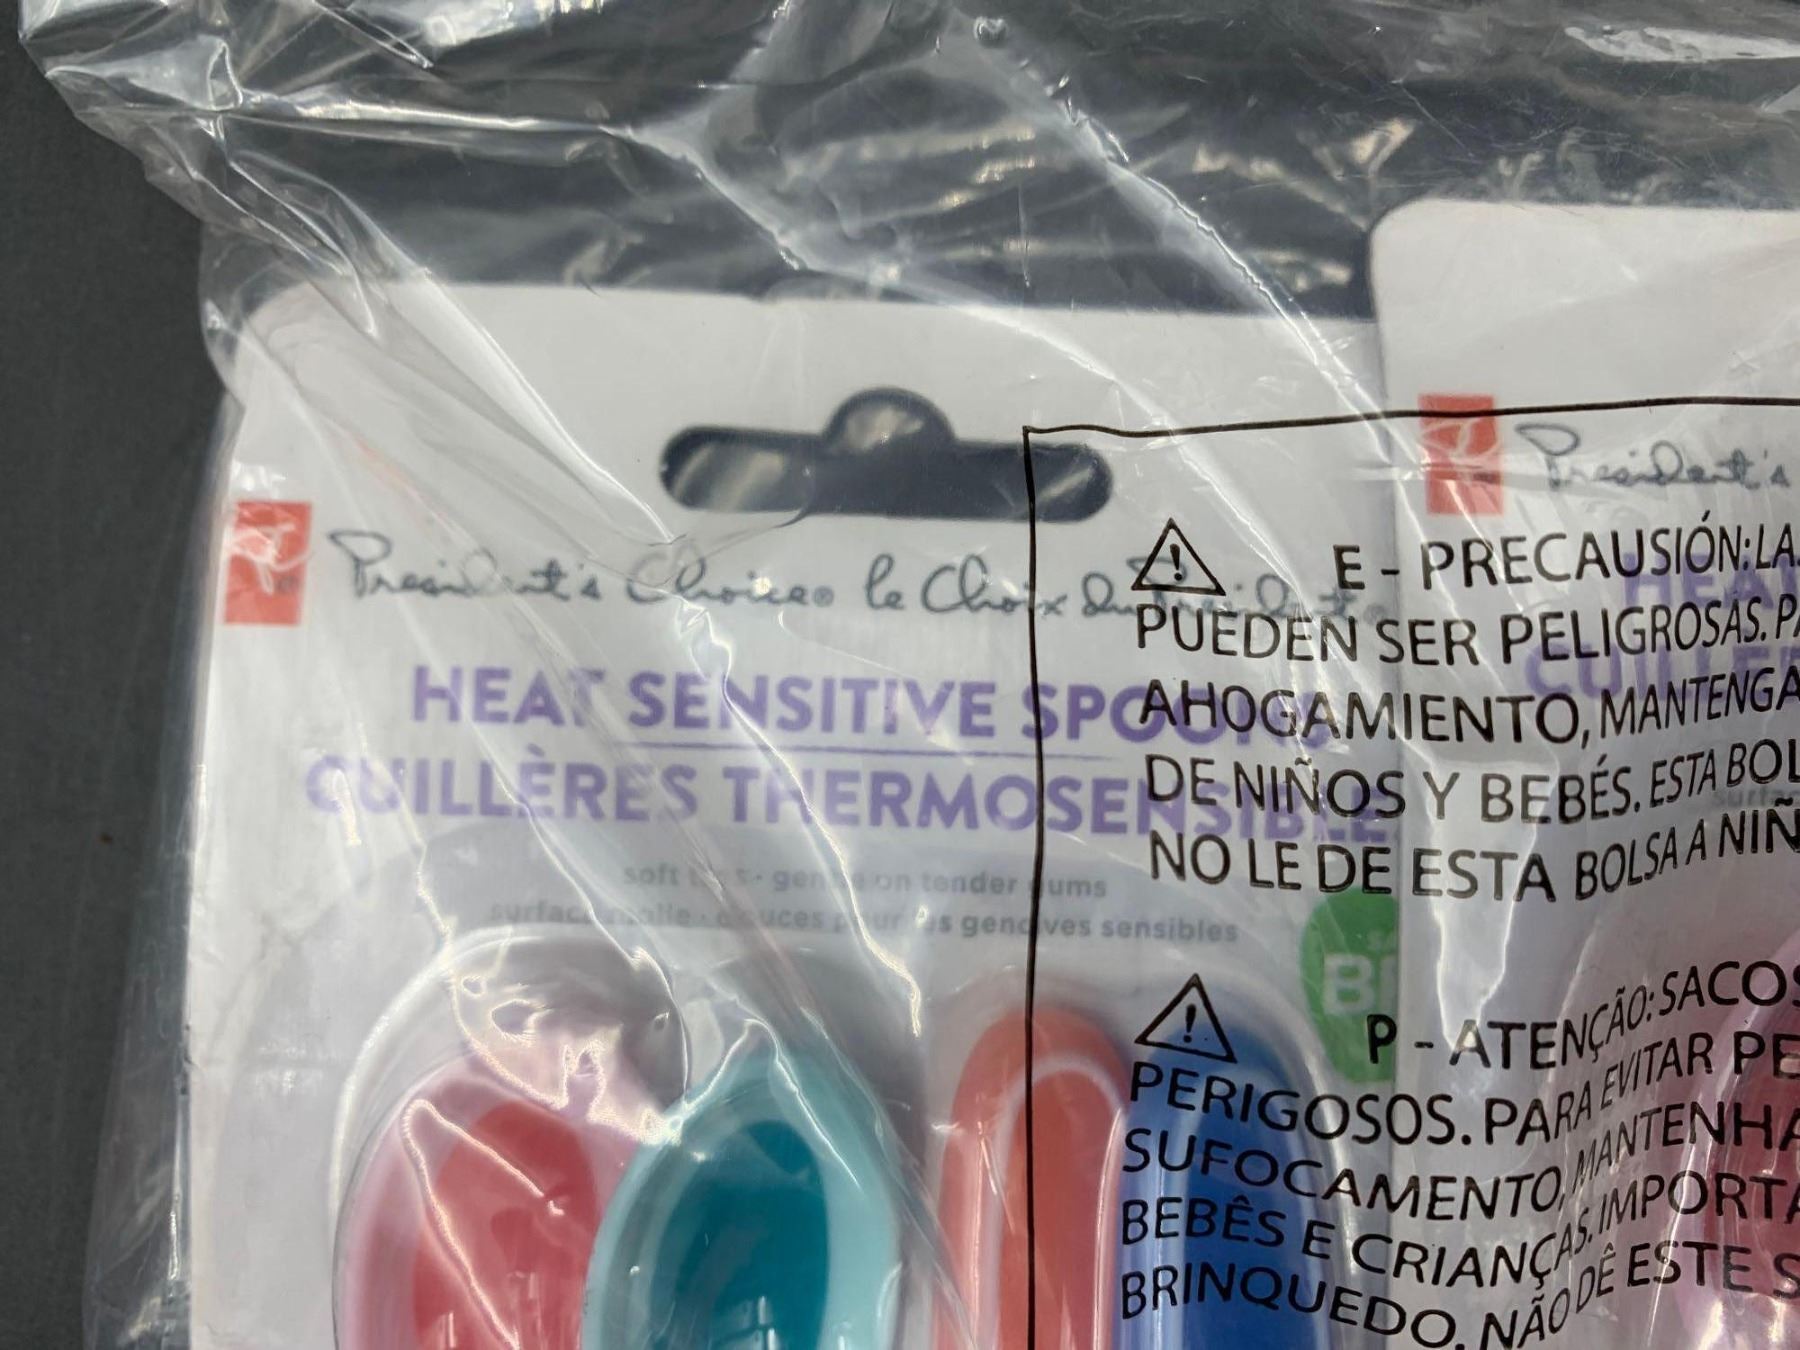 President's Choice® le Choix du Président
HEAT SENSITIVE SPOONS
CUILLÈRES THERMOSENSIBLE
soft tips - gentle on tender gums
surface molle - douces pour les gencives sensibles
President's
HEA
CUILLÈ
B
E - PRECAUSIÓN: LA
PUEDEN SER PELIGROSAS. PA
AHOGAMIENTO, MANTENGA
DE NIÑOS Y BEBÉS. ESTA BOL
NO LE DE ESTA BOLSA A NIÑ
P - ATENÇÃO: SACOS
PERIGOSOS. PARA EVITAR PE
SUFOCAMENTO, MANTENHA
BEBÊS E CRIANÇAS. IMPORTA
BRINQUEDO. NÃO DÊ ESTE S